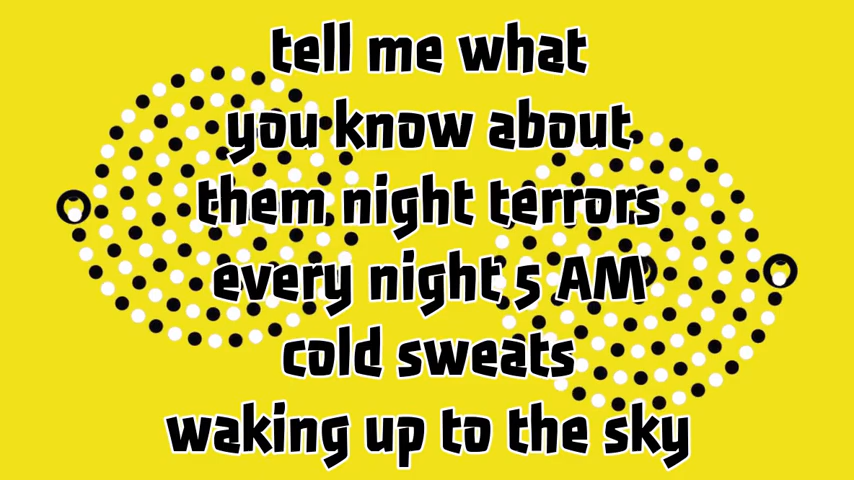 tell me what
you know about
them night terrors
every night, 5 AM
cold sweats
waking up to the sky